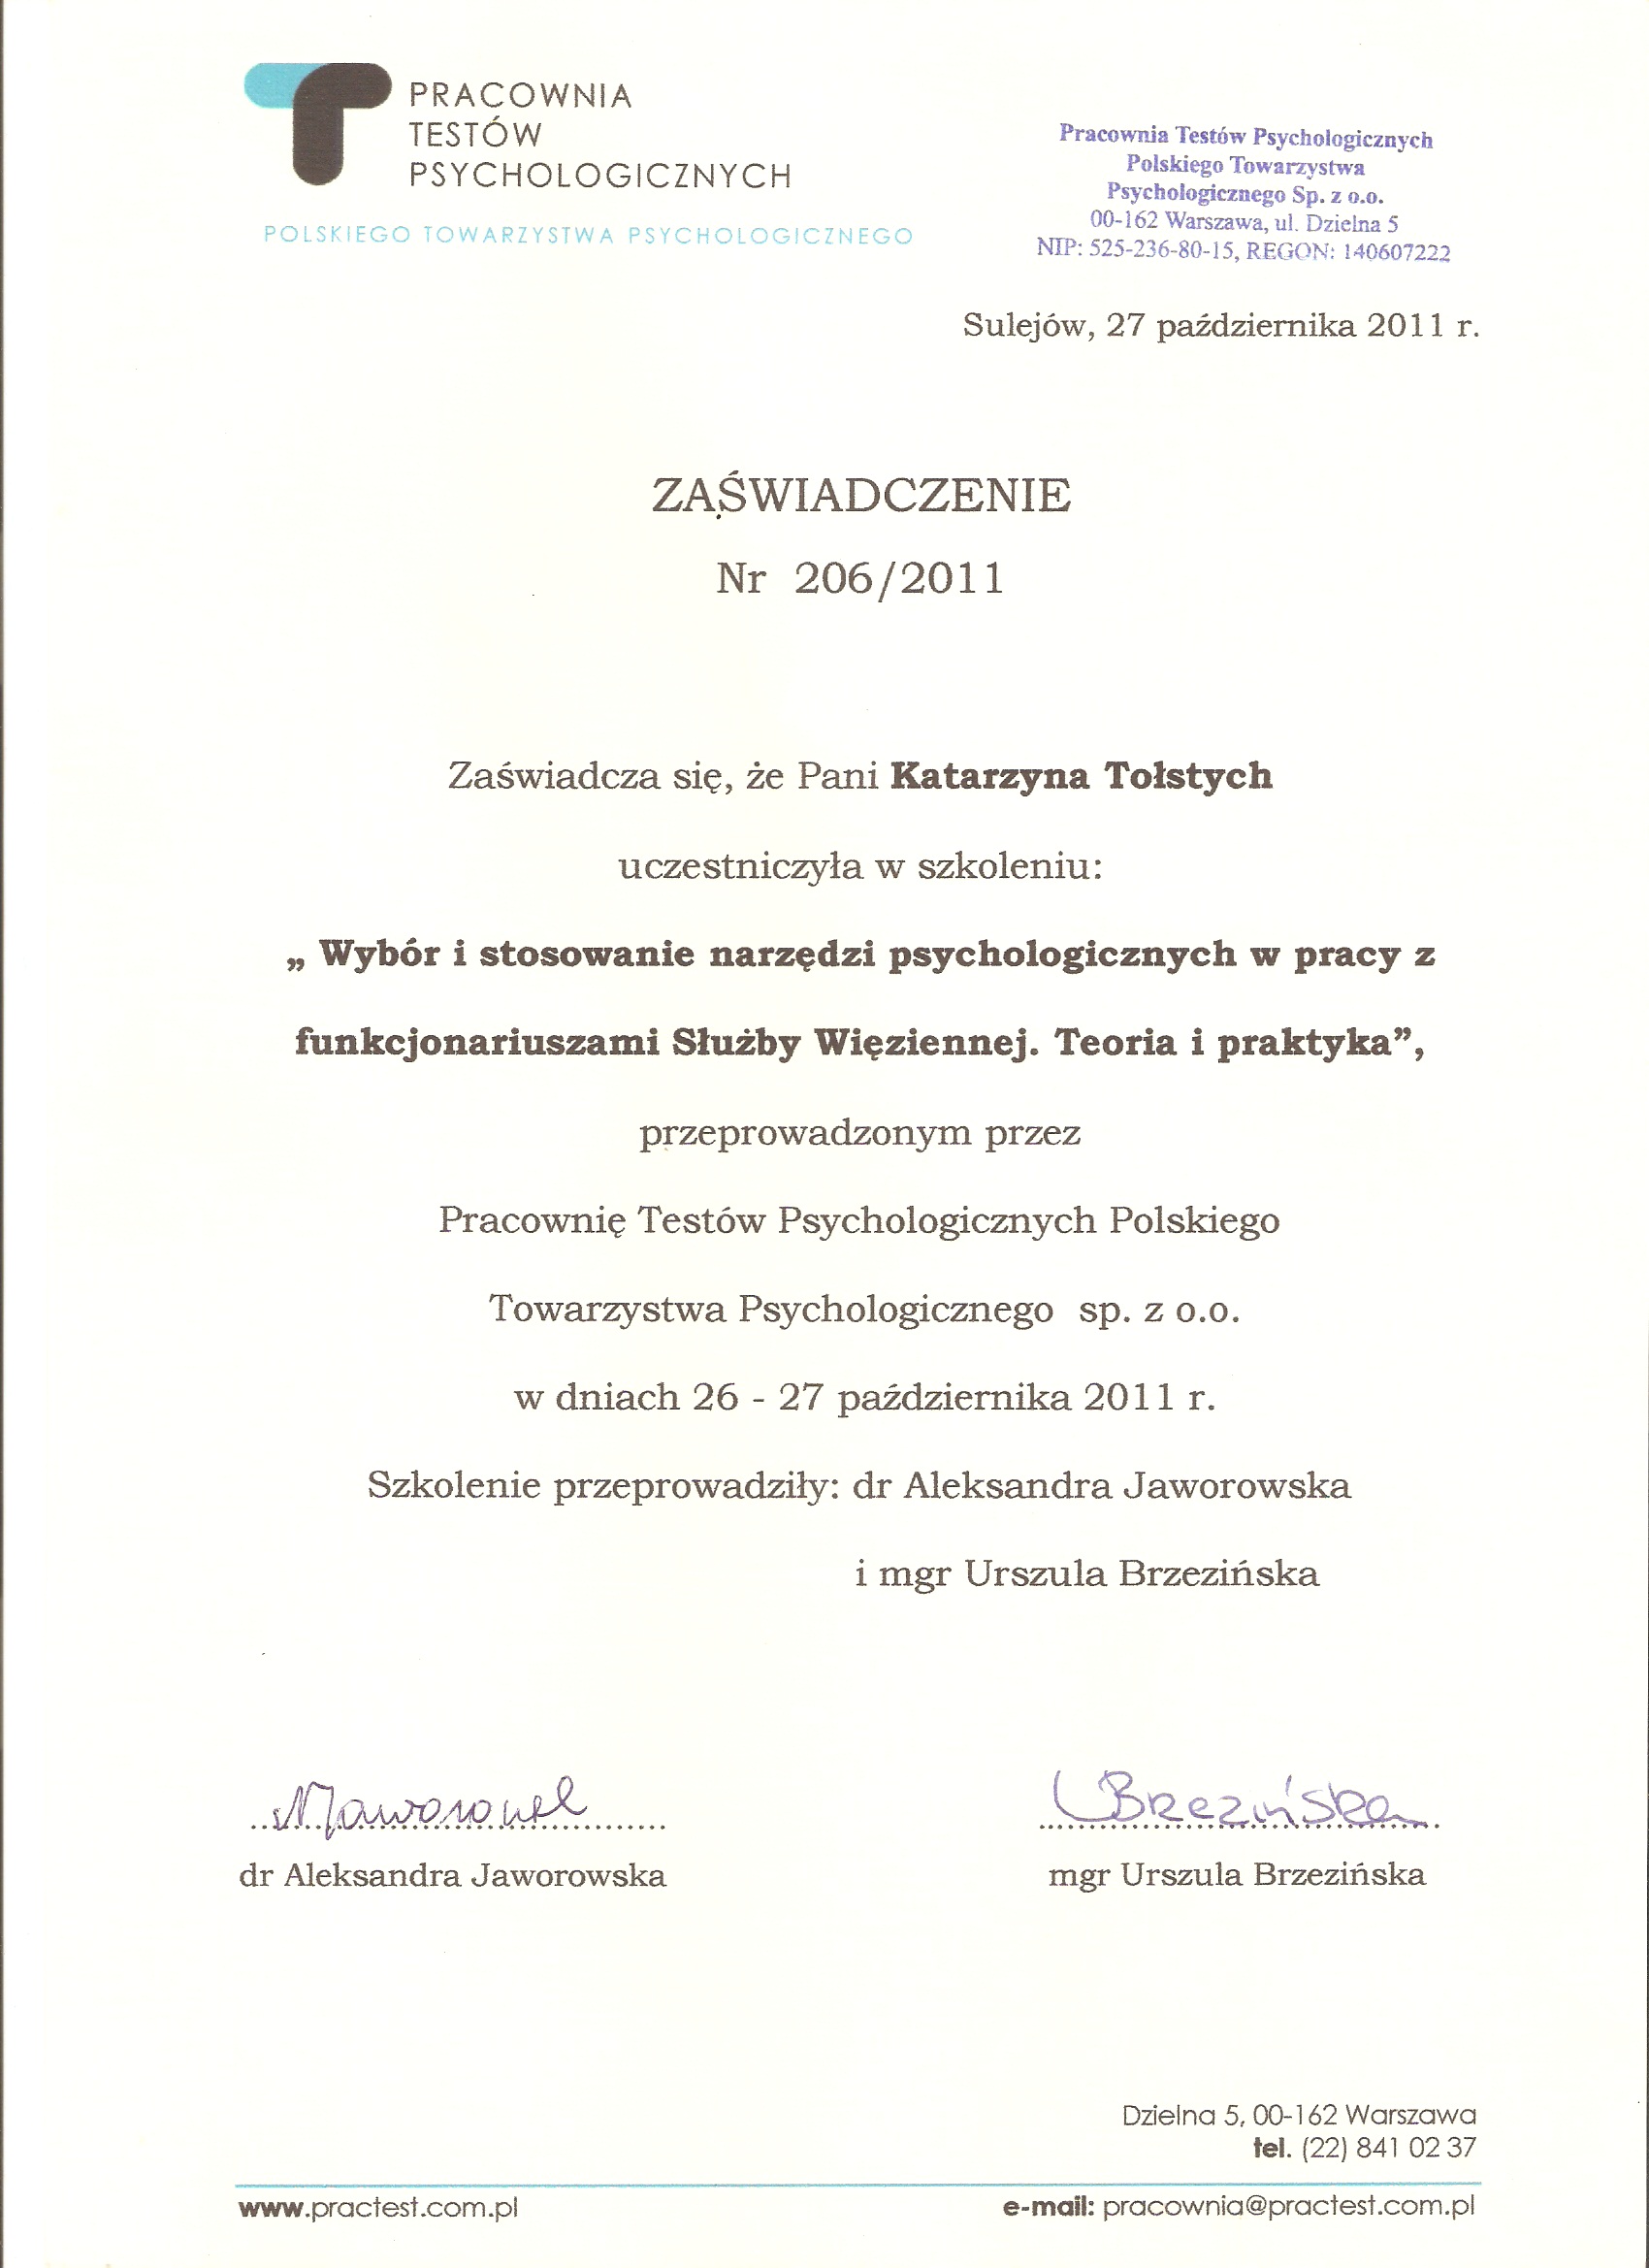 PRACOWNIA
TESTÓW
PSYCHOLOGICZNYCH
POLSKIEGO TOWARZYSTWA PSYCHOLOGICZNEGO
Pracownia Testów Psychologicznych
Polskiego Towarzystwa
Psychologicznego Sp. z o.o.
00-162 Warszawa, ul. Dzielna 5
NIP: 525-236-80-15, REGON: 140607222
Sulejów, 27 października 2011 r.
ZAŚWIADCZENIE
Nr 206/2011
Zaświadcza się, że Pani Katarzyna Tołstych
uczestniczyła w szkoleniu:
„ Wybór i stosowanie narzędzi psychologicznych w pracy z
funkcjonariuszami Służby Więziennej. Teoria i praktyka”,
przeprowadzonym przez
Pracownię Testów Psychologicznych Polskiego
Towarzystwa Psychologicznego sp. z o.o.
w dniach 26 - 27 października 2011 r.
Szkolenie przeprowadziły: dr Aleksandra Jaworowska
i mgr Urszula Brzezińska
dr Aleksandra Jaworowska
mgr Urszula Brzezińska
Dzielna 5, 00-162 Warszawa
tel. (22) 841 02 37
www.practest.com.pl
e-mail: pracownia@practest.com.pl